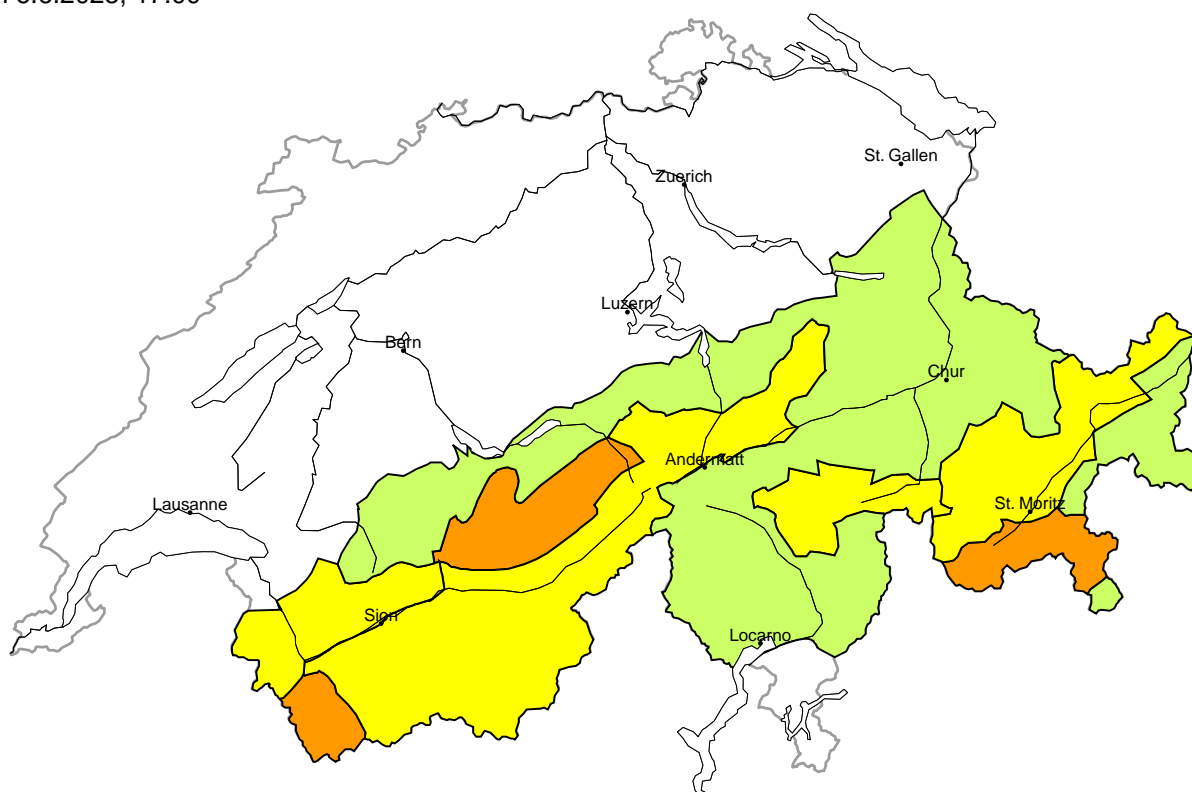 St. Gallen
Zuerich
Luzern
Bern
Chur
Andermatt
Lausanne
St. Moritz
Sion
Locarno